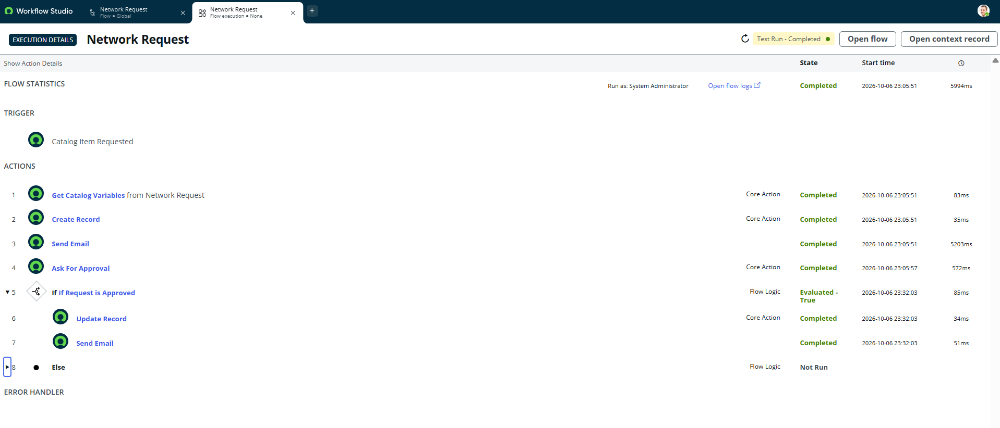 Workflow Studio
Network Request
Flow • Global
Network Request
Flow execution • None
EXECUTION DETAILS
Network Request
Test Run - Completed
Open flow
Open context record
Show Action Details
State
Start time
FLOW STATISTICS
Run as: System Administrator
Open flow logs
Completed
2026-10-06 23:05:51
5994ms
TRIGGER
Catalog Item Requested
ACTIONS
1 Get Catalog Variables from Network Request Core Action Completed 2026-10-06 23:05:51 83ms
2 Create Record Core Action Completed 2026-10-06 23:05:51 35ms
3 Send Email Completed 2026-10-06 23:05:51 5203ms
4 Ask For Approval Core Action Completed 2026-10-06 23:05:57 572ms
5 If If Request is Approved Flow Logic Evaluated - True 2026-10-06 23:32:03 85ms
6 Update Record Core Action Completed 2026-10-06 23:32:03 34ms
7 Send Email Completed 2026-10-06 23:32:03 51ms
8 Else Flow Logic Not Run
ERROR HANDLER